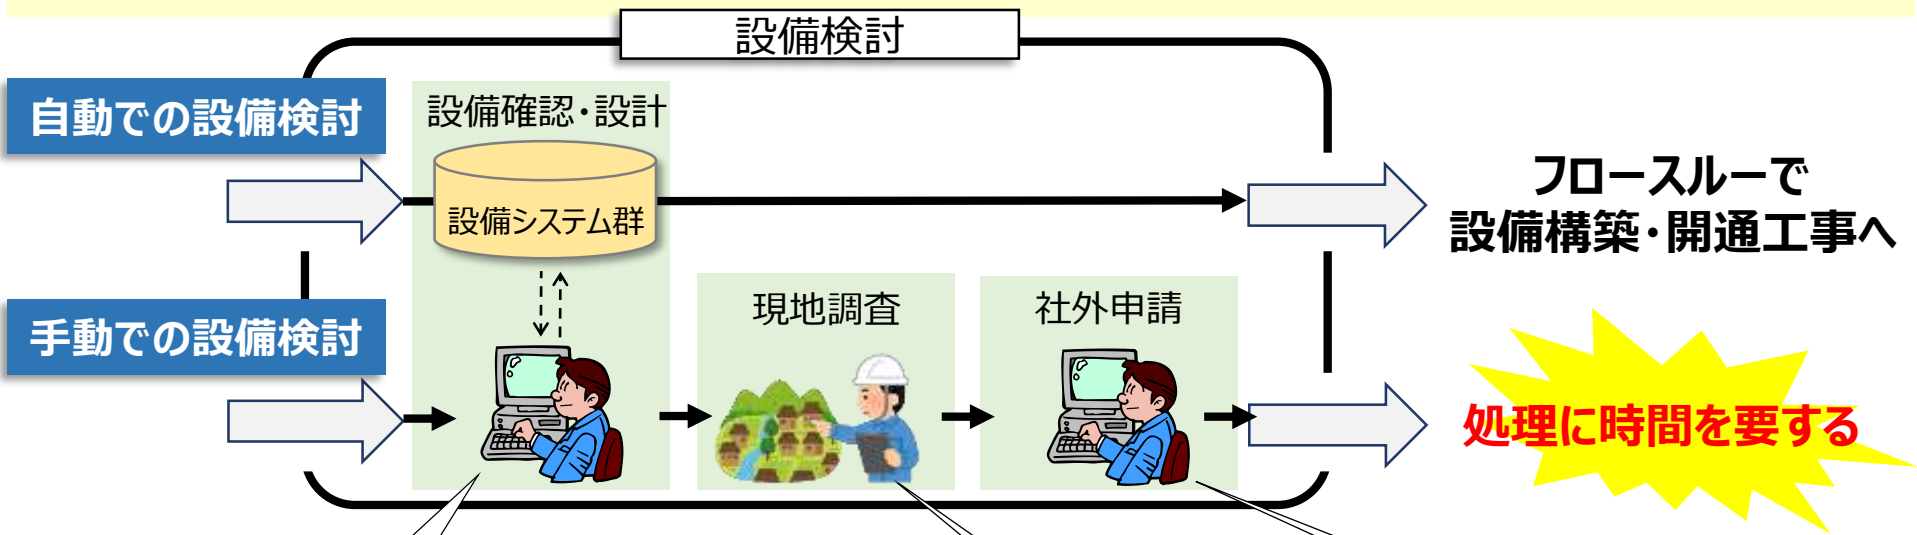 設備検討
自動での設備検討
設備確認・設計
設備システム群
フロースルーで
設備構築・開通工事へ
手動での設備検討
現地調査
社外申請
処理に時間を要する